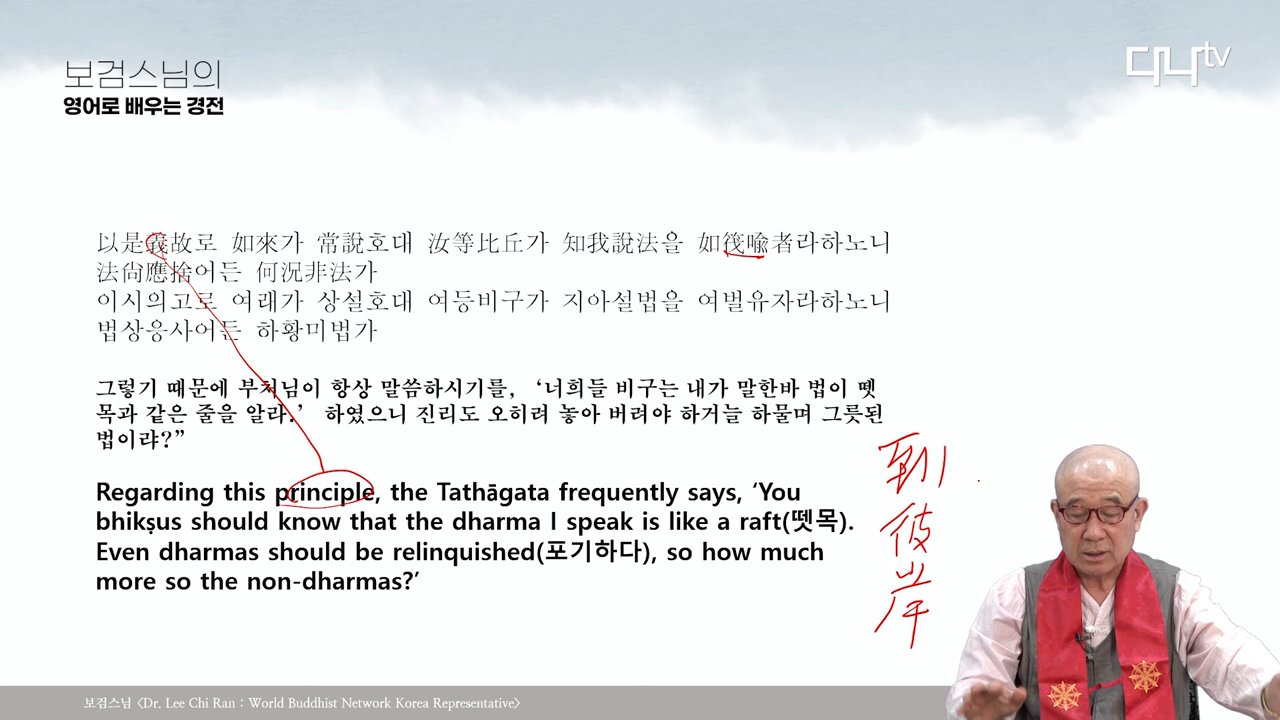 보검스님의
영어로 배우는 경전
다나tv
以是義故로 如來가 常說호대 汝等比丘가 知我說法을 如筏喩者라하노니
法尙應捨어든 何況非法가
이시의고로 여래가 상설호대 여등비구가 지아설법을 여벌유자라하노니
법상응사어든 하황미법가
그렇기 때문에 부처님이 항상 말씀하시기를, ‘너희들 비구는 내가 말한바 법이 뗏
목과 같은 줄을 알라.’ 하였으니 진리도 오히려 놓아 버려야 하거늘 하물며 그릇된
법이랴?”
Regarding this principle, the Tathāgata frequently says, ‘You
bhikṣus should know that the dharma I speak is like a raft(뗏목).
Even dharmas should be relinquished(포기하다), so how much
more so the non-dharmas?’
到
彼
岸
보검스님 <Dr. Lee Chi Ran : World Buddhist Network Korea Representative>